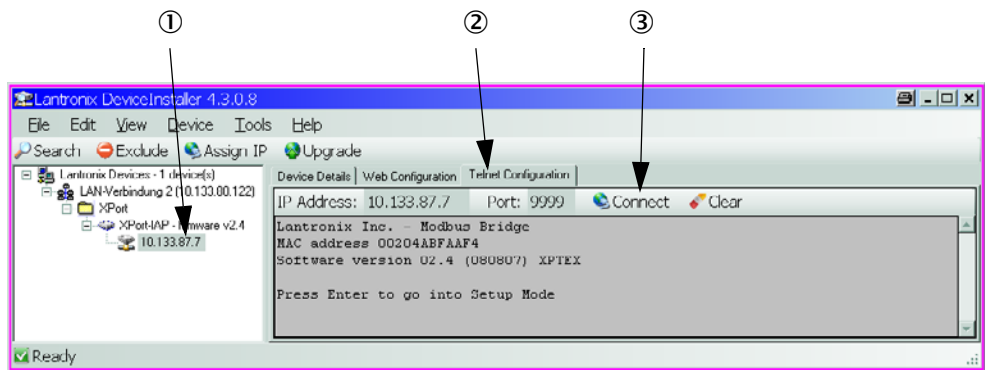 ① ② ③
Lantronix DeviceInstaller 4.3.0.8
File Edit View Device Tools Help
Search Exclude Assign IP Upgrade
Lantronix Devices - 1 device(s)
LAN-Verbindung 2 (10.133.00.122)
XPort
XPort-IAP - firmware v2.4
10.133.87.7
Device Details Web Configuration Telnet Configuration
IP Address: 10.133.87.7 Port: 9999 Connect Clear
Lantronix Inc. - Modbus Bridge
MAC address 00204ABFAAF4
Software version 02.4 (080807) XPTEX
Press Enter to go into Setup Mode
Ready